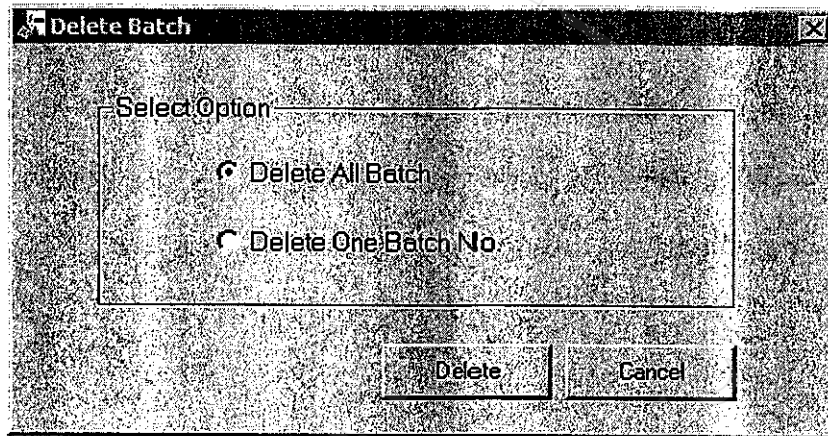 Delete Batch
Select Option
Delete All Batch
Delete One Batch No.
Delete
Cancel